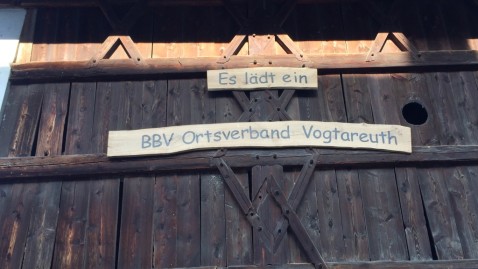 Es lädt ein
BBV Ortsverband Vogtareuth